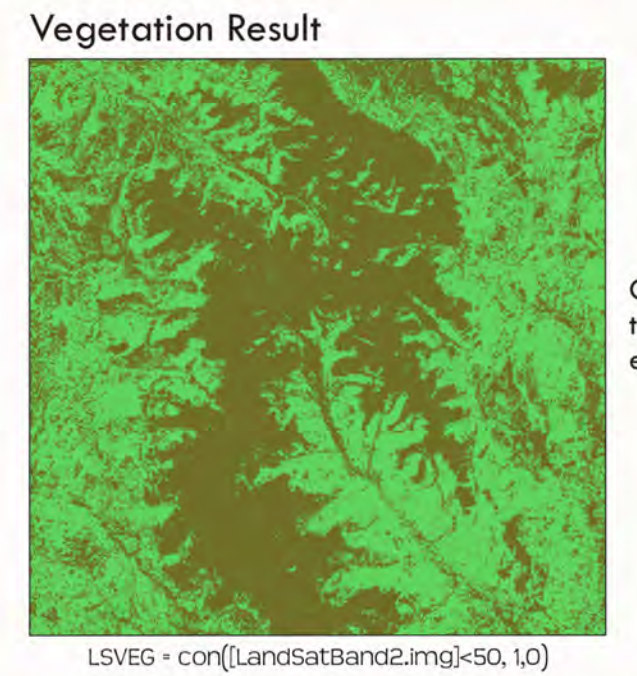 Vegetation Result
LSVEG = con([LandSatBand2.img]<50, 1,0)